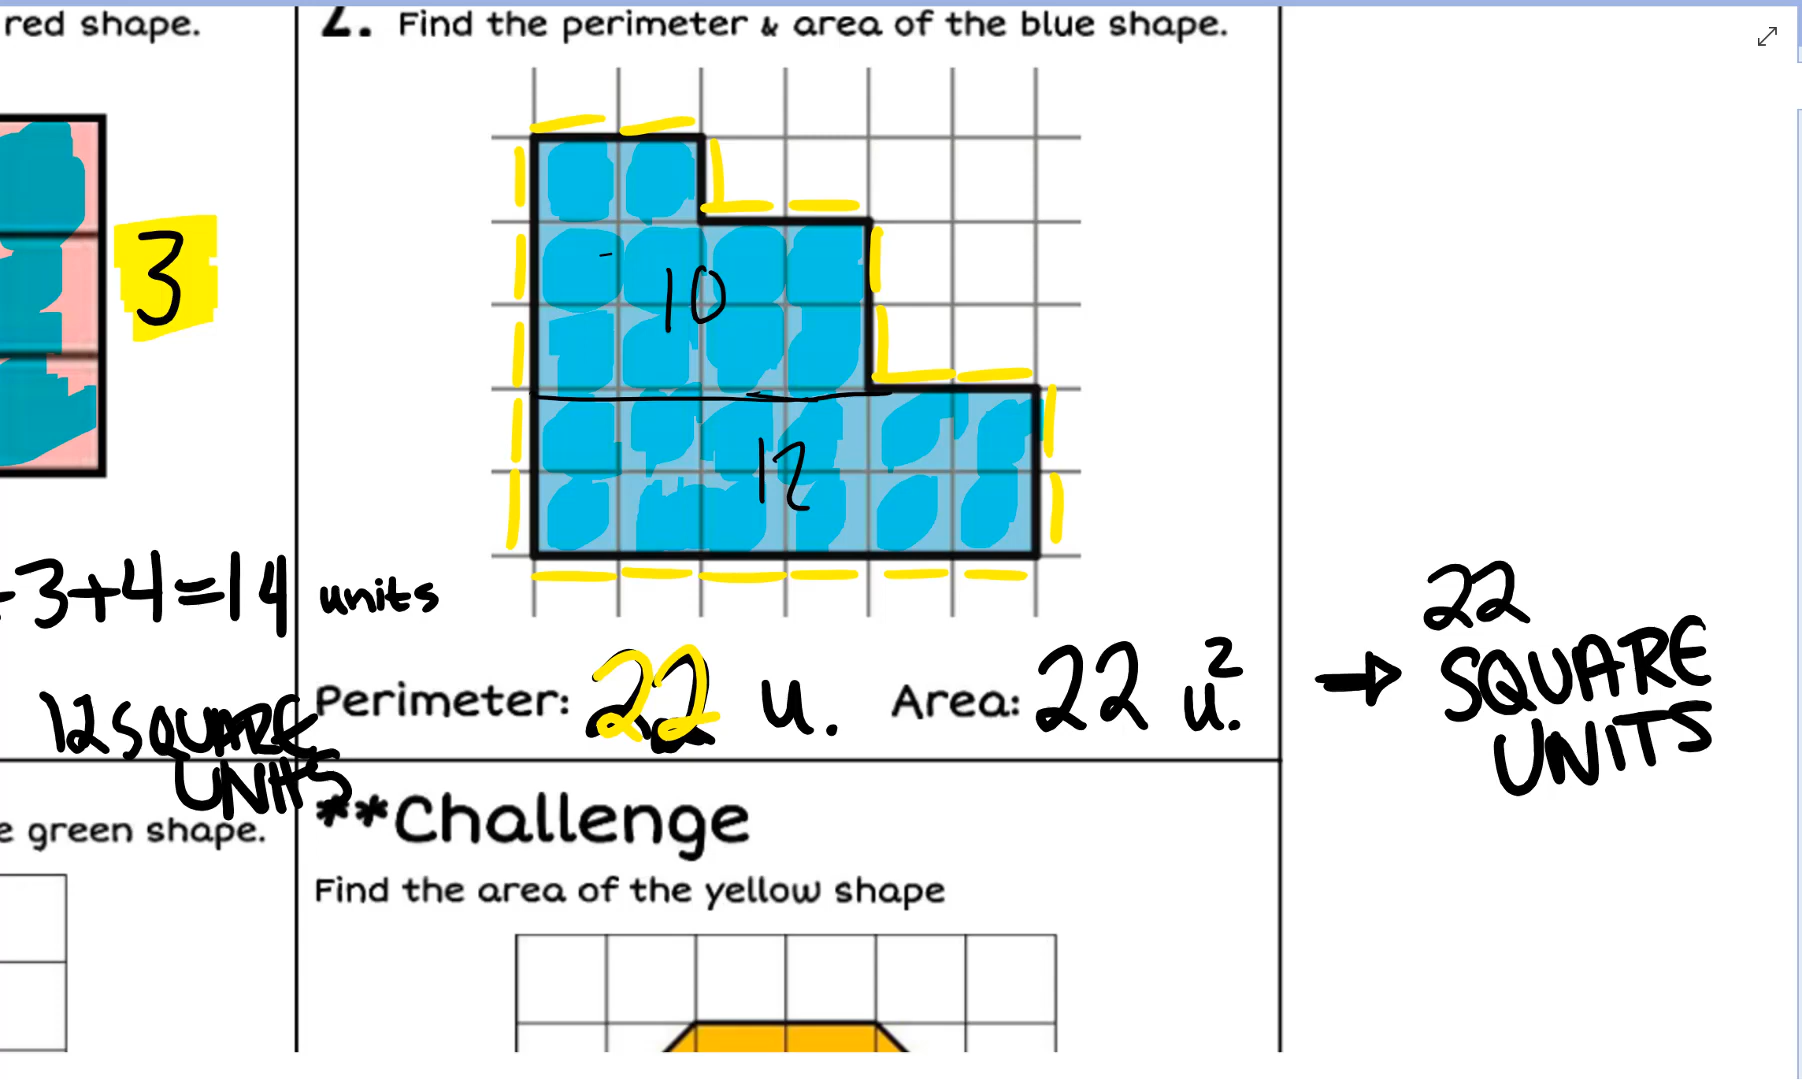 red shape.
2. Find the perimeter & area of the blue shape.
3
10
12
-3+4=14 units
Perimeter: 22 u. Area: 22 u.² → 22
SQUARE
UNITS
12 SQUARE
UNITS
e green shape.
**Challenge
Find the area of the yellow shape